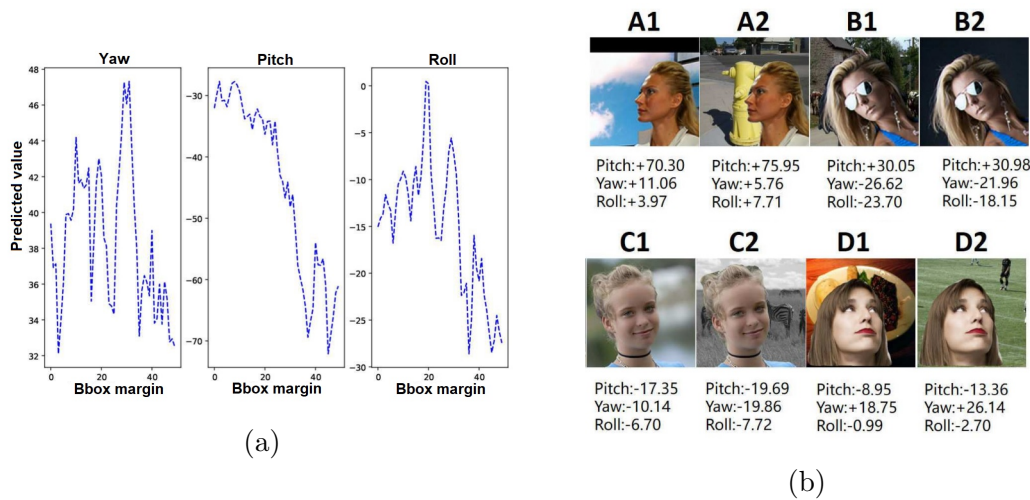 Yaw
Pitch
Roll
Predicted value
48
46
44
42
40
38
36
34
32
−30
−40
−50
−60
−70
0
−5
−10
−15
−20
−25
−30
0 20 40
0 20 40
0 20 40
Bbox margin
Bbox margin
Bbox margin
(a)
A1 A2 B1 B2
Pitch:+70.30
Yaw:+11.06
Roll:+3.97
Pitch:+75.95
Yaw:+5.76
Roll:+7.71
Pitch:+30.05
Yaw:-26.62
Roll:-23.70
Pitch:+30.98
Yaw:-21.96
Roll:-18.15
C1 C2 D1 D2
Pitch:-17.35
Yaw:-10.14
Roll:-6.70
Pitch:-19.69
Yaw:-19.86
Roll:-7.72
Pitch:-8.95
Yaw:+18.75
Roll:-0.99
Pitch:-13.36
Yaw:+26.14
Roll:-2.70
(b)